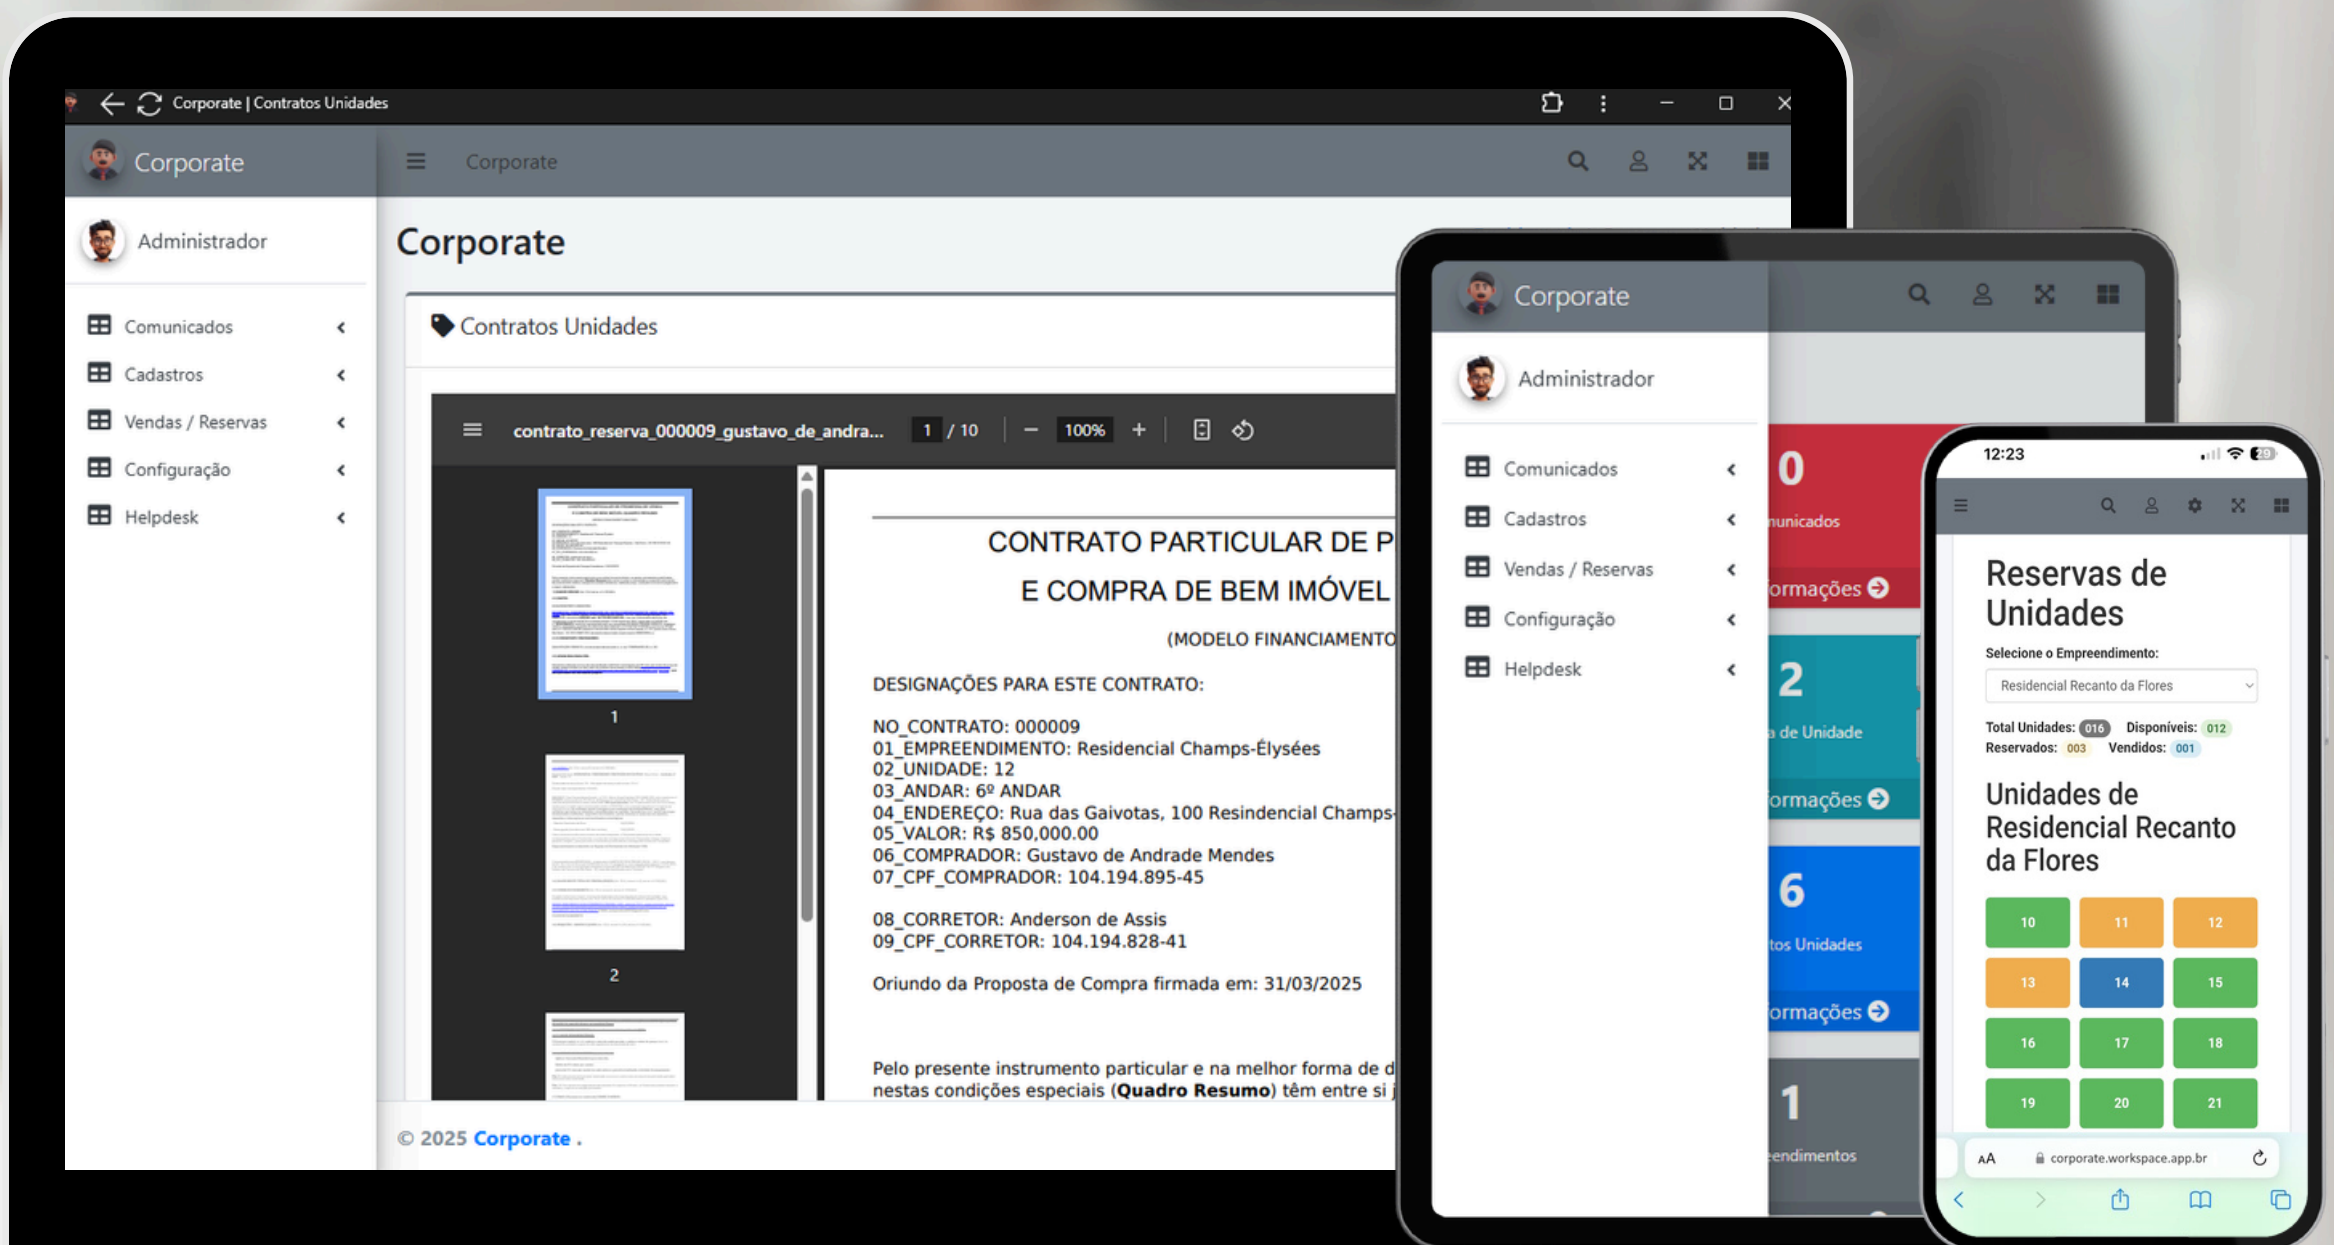 Corporate | Contratos Unidades
Corporate
Corporate
Administrador
Comunicados
Cadastros
Vendas / Reservas
Configuração
Helpdesk
Corporate
Contratos Unidades
contrato_reserva_000009_gustavo_de_andra... 1 / 10 − 100% +
1
2
CONTRATO PARTICULAR DE P
E COMPRA DE BEM IMÓVEL
(MODELO FINANCIAMENTO
DESIGNAÇÕES PARA ESTE CONTRATO:
NO_CONTRATO: 000009
01_EMPREENDIMENTO: Residencial Champs-Élysées
02_UNIDADE: 12
03_ANDAR: 6º ANDAR
04_ENDEREÇO: Rua das Gaivotas, 100 Resindencial Champs-
05_VALOR: R$ 850,000.00
06_COMPRADOR: Gustavo de Andrade Mendes
07_CPF_COMPRADOR: 104.194.895-45
08_CORRETOR: Anderson de Assis
09_CPF_CORRETOR: 104.194.828-41
Oriundo da Proposta de Compra firmada em: 31/03/2025
Pelo presente instrumento particular e na melhor forma de d
nestas condições especiais (Quadro Resumo) têm entre si j
© 2025 Corporate .
Corporate
Administrador
Comunicados
Cadastros
Vendas / Reservas
Configuração
Helpdesk
0
nunicados
ormações
2
a de Unidade
ormações
6
tos Unidades
ormações
1
eendimentos
12:23 29
Reservas de
Unidades
Selecione o Empreendimento:
Residencial Recanto da Flores
Total Unidades: 016 Disponíveis: 012
Reservados: 003 Vendidos: 001
Unidades de
Residencial Recanto
da Flores
10 11 12
13 14 15
16 17 18
19 20 21
AA corporate.workspace.app.br